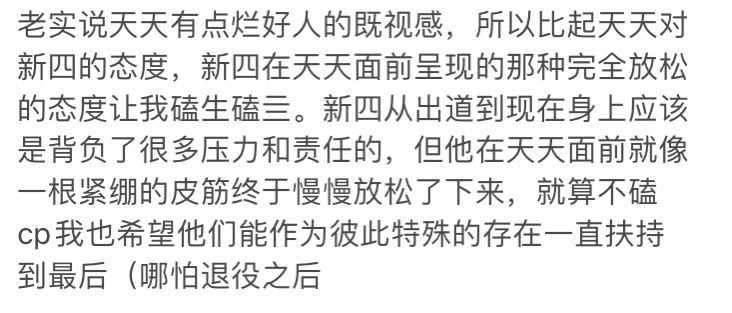 老实说天天有点烂好人的既视感，所以比起天天对
新四的态度，新四在天天面前呈现的那种完全放松
的态度让我磕生磕亖。新四从出道到现在身上应该
是背负了很多压力和责任的，但他在天天面前就像
一根紧绷的皮筋终于慢慢放松了下来，就算不磕
cp我也希望他们能作为彼此特殊的存在一直扶持
到最后（哪怕退役之后